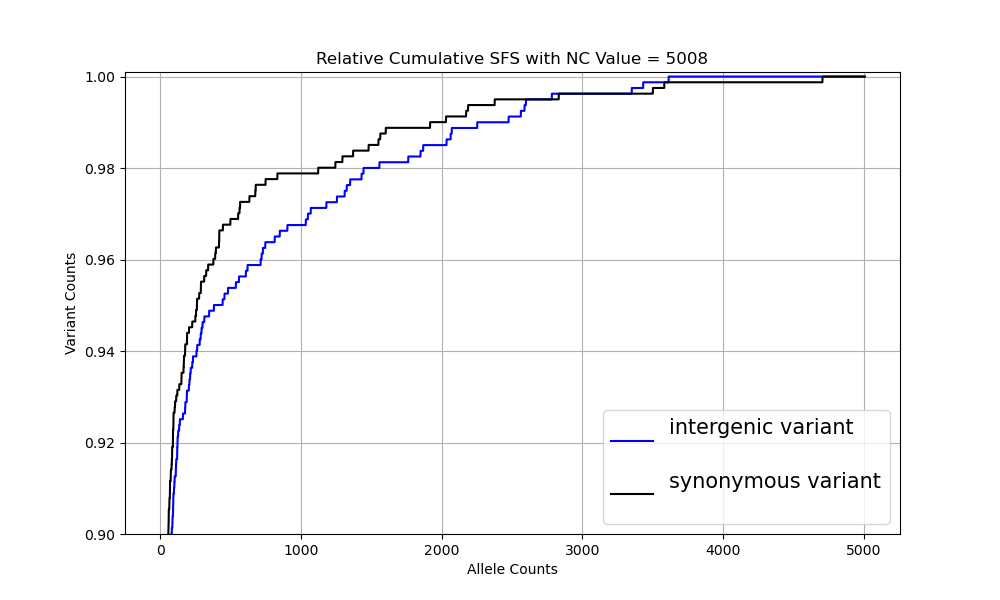 Relative Cumulative SFS with NC Value = 5008
1.00
0.98
0.96
0.94
0.92
0.90
Variant Counts
intergenic variant
synonymous variant
0
1000
2000
3000
4000
5000
Allele Counts